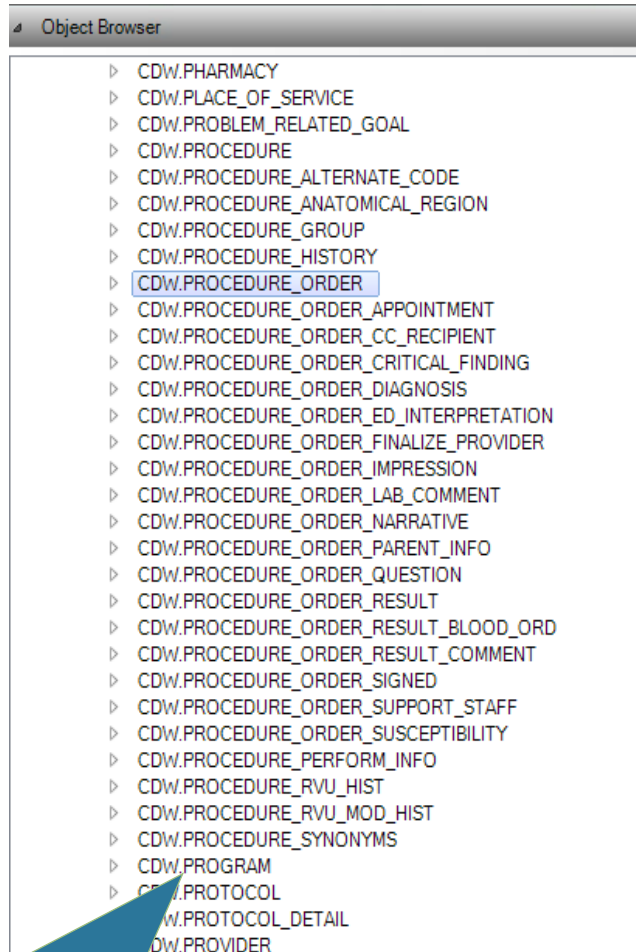 Object Browser
CDW.PHARMACY
CDW.PLACE_OF_SERVICE
CDW.PROBLEM_RELATED_GOAL
CDW.PROCEDURE
CDW.PROCEDURE_ALTERNATE_CODE
CDW.PROCEDURE_ANATOMICAL_REGION
CDW.PROCEDURE_GROUP
CDW.PROCEDURE_HISTORY
CDW.PROCEDURE_ORDER
CDW.PROCEDURE_ORDER_APPOINTMENT
CDW.PROCEDURE_ORDER_CC_RECIPIENT
CDW.PROCEDURE_ORDER_CRITICAL_FINDING
CDW.PROCEDURE_ORDER_DIAGNOSIS
CDW.PROCEDURE_ORDER_ED_INTERPRETATION
CDW.PROCEDURE_ORDER_FINALIZE_PROVIDER
CDW.PROCEDURE_ORDER_IMPRESSION
CDW.PROCEDURE_ORDER_LAB_COMMENT
CDW.PROCEDURE_ORDER_NARRATIVE
CDW.PROCEDURE_ORDER_PARENT_INFO
CDW.PROCEDURE_ORDER_QUESTION
CDW.PROCEDURE_ORDER_RESULT
CDW.PROCEDURE_ORDER_RESULT_BLOOD_ORD
CDW.PROCEDURE_ORDER_RESULT_COMMENT
CDW.PROCEDURE_ORDER_SIGNED
CDW.PROCEDURE_ORDER_SUPPORT_STAFF
CDW.PROCEDURE_ORDER_SUSCEPTIBILITY
CDW.PROCEDURE_PERFORM_INFO
CDW.PROCEDURE_RVU_HIST
CDW.PROCEDURE_RVU_MOD_HIST
CDW.PROCEDURE_SYNONYMS
CDW.PROGRAM
CDW.PROTOCOL
W.PROTOCOL_DETAIL
DW.PROVIDER